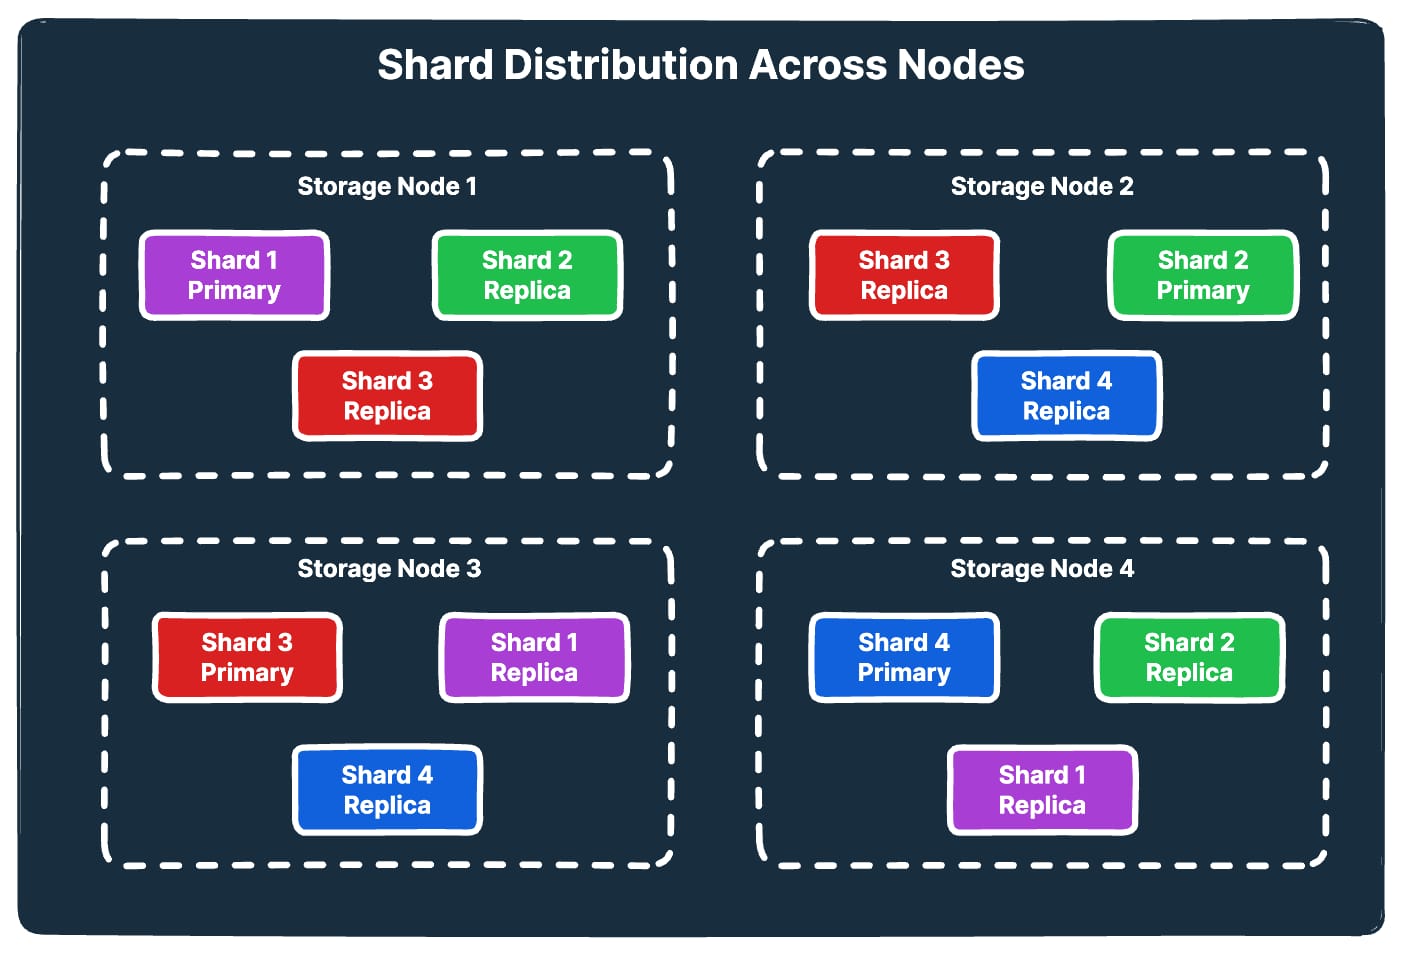 Shard Distribution Across Nodes
Storage Node 1
Shard 1
Primary
Shard 2
Replica
Shard 3
Replica
Storage Node 2
Shard 3
Replica
Shard 2
Primary
Shard 4
Replica
Storage Node 3
Shard 3
Primary
Shard 1
Replica
Shard 4
Replica
Storage Node 4
Shard 4
Primary
Shard 2
Replica
Shard 1
Replica